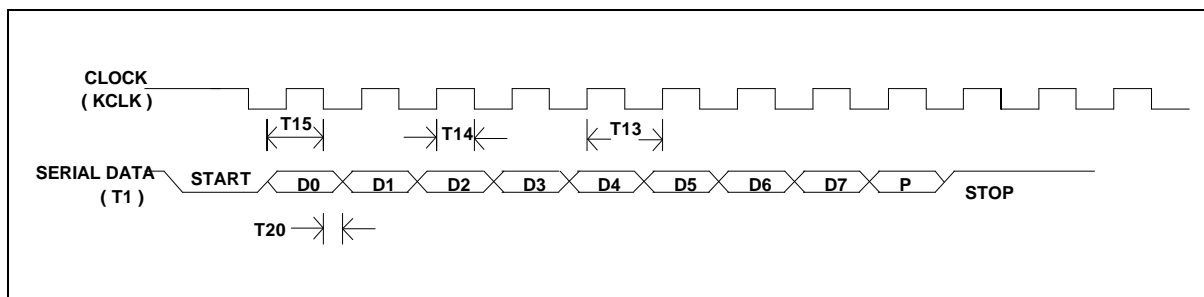 CLOCK
( KCLK )
T15
T14
T13
SERIAL DATA
( T1 )
START
D0
D1
D2
D3
D4
D5
D6
D7
P
STOP
T20